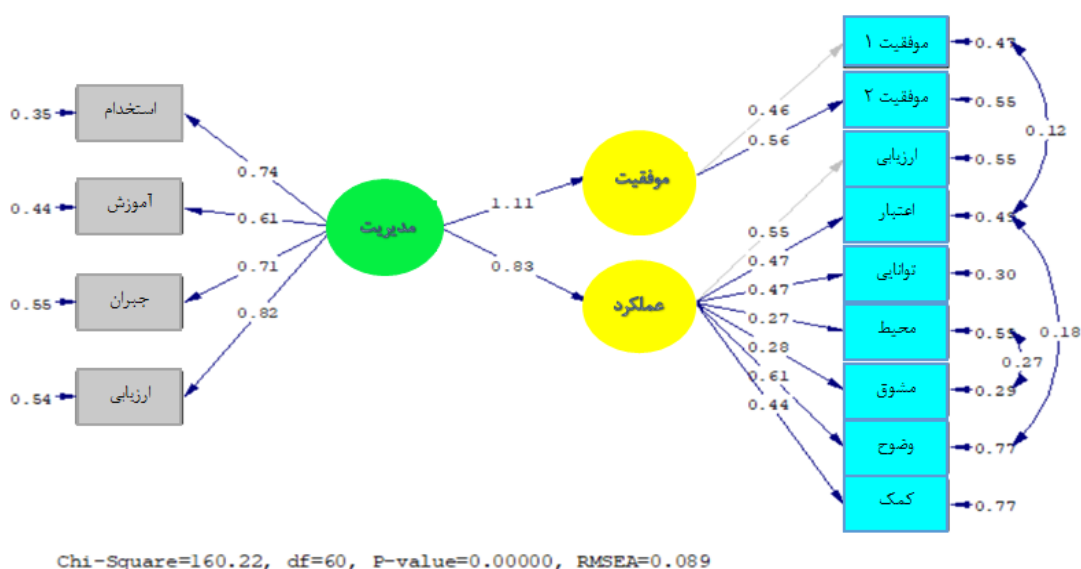 موفقیت ۱
0.47
موفقیت ۲
0.55
0.12
ارزیابی
0.55
اعتبار
0.45
توانایی
0.30
محیط
0.59
0.18
0.27
مشوق
0.29
وضوح
0.77
کمک
0.77
0.46
0.56
0.55
0.47
0.47
0.27
0.28
0.61
0.44
موفقیت
عملکرد
1.11
0.83
مدیریت
0.74
0.61
0.71
0.82
0.35
استخدام
0.44
آموزش
0.55
جبران
0.54
ارزیابی
Chi-Square=160.22, df=60, P-value=0.00000, RMSEA=0.089